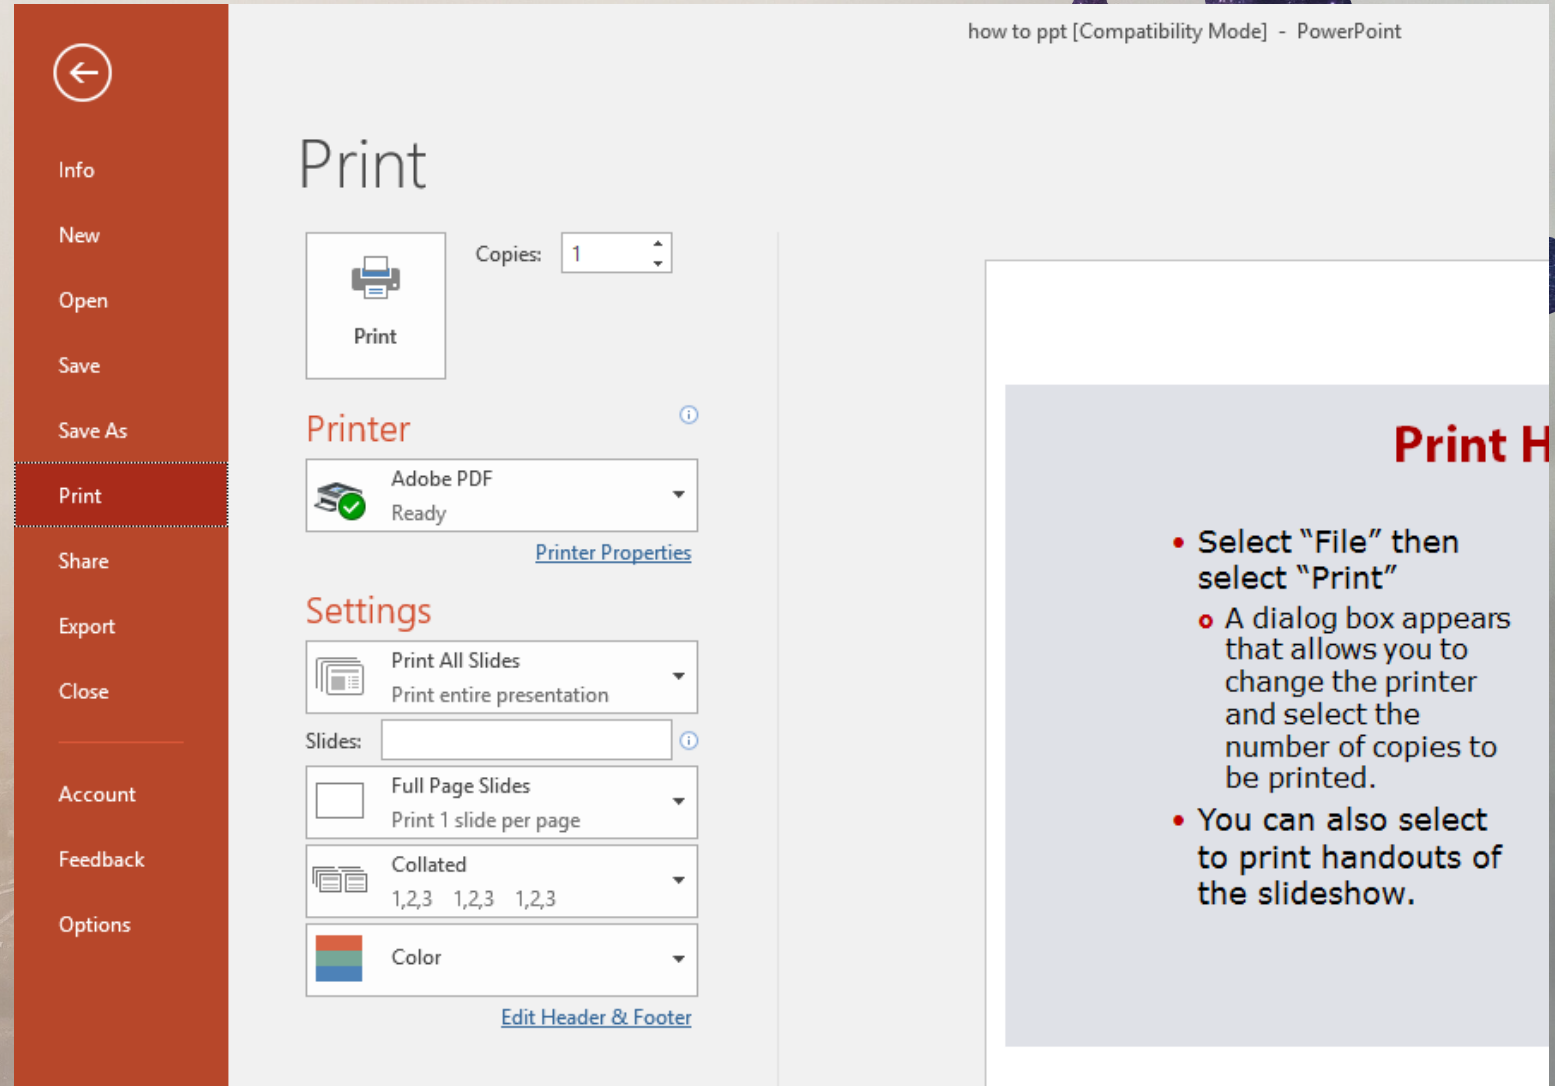 how to ppt [Compatibility Mode] - PowerPoint
Info
New
Open
Save
Save As
Print
Share
Export
Close
Account
Feedback
Options
Print
Print
Copies:
1
Printer
Adobe PDF
Ready
Printer Properties
Settings
Print All Slides
Print entire presentation
Slides:
Full Page Slides
Print 1 slide per page
Collated
1,2,3 1,2,3 1,2,3
Color
Edit Header & Footer
Print H
• Select “File” then
select “Print”
A dialog box appears
that allows you to
change the printer
and select the
number of copies to
be printed.
• You can also select
to print handouts of
the slideshow.